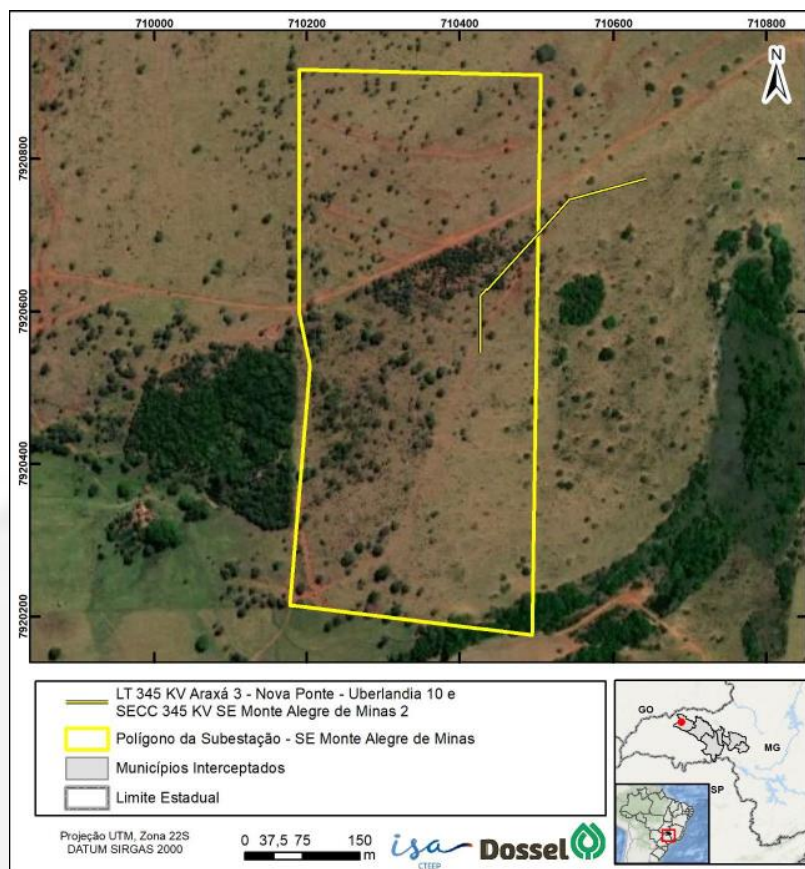 710000 710200 710400 710600 710800
N
7920800
7920600
7920400
7920200
LT 345 KV Araxá 3 - Nova Ponte - Uberlandia 10 e
SECC 345 KV SE Monte Alegre de Minas 2
Polígono da Subestação - SE Monte Alegre de Minas
Municípios Interceptados
Limite Estadual
GO
MG
SP
Projeção UTM, Zona 22S
DATUM SIRGAS 2000
0 37,5 75 150
m
isa
CTEEP
Dossel